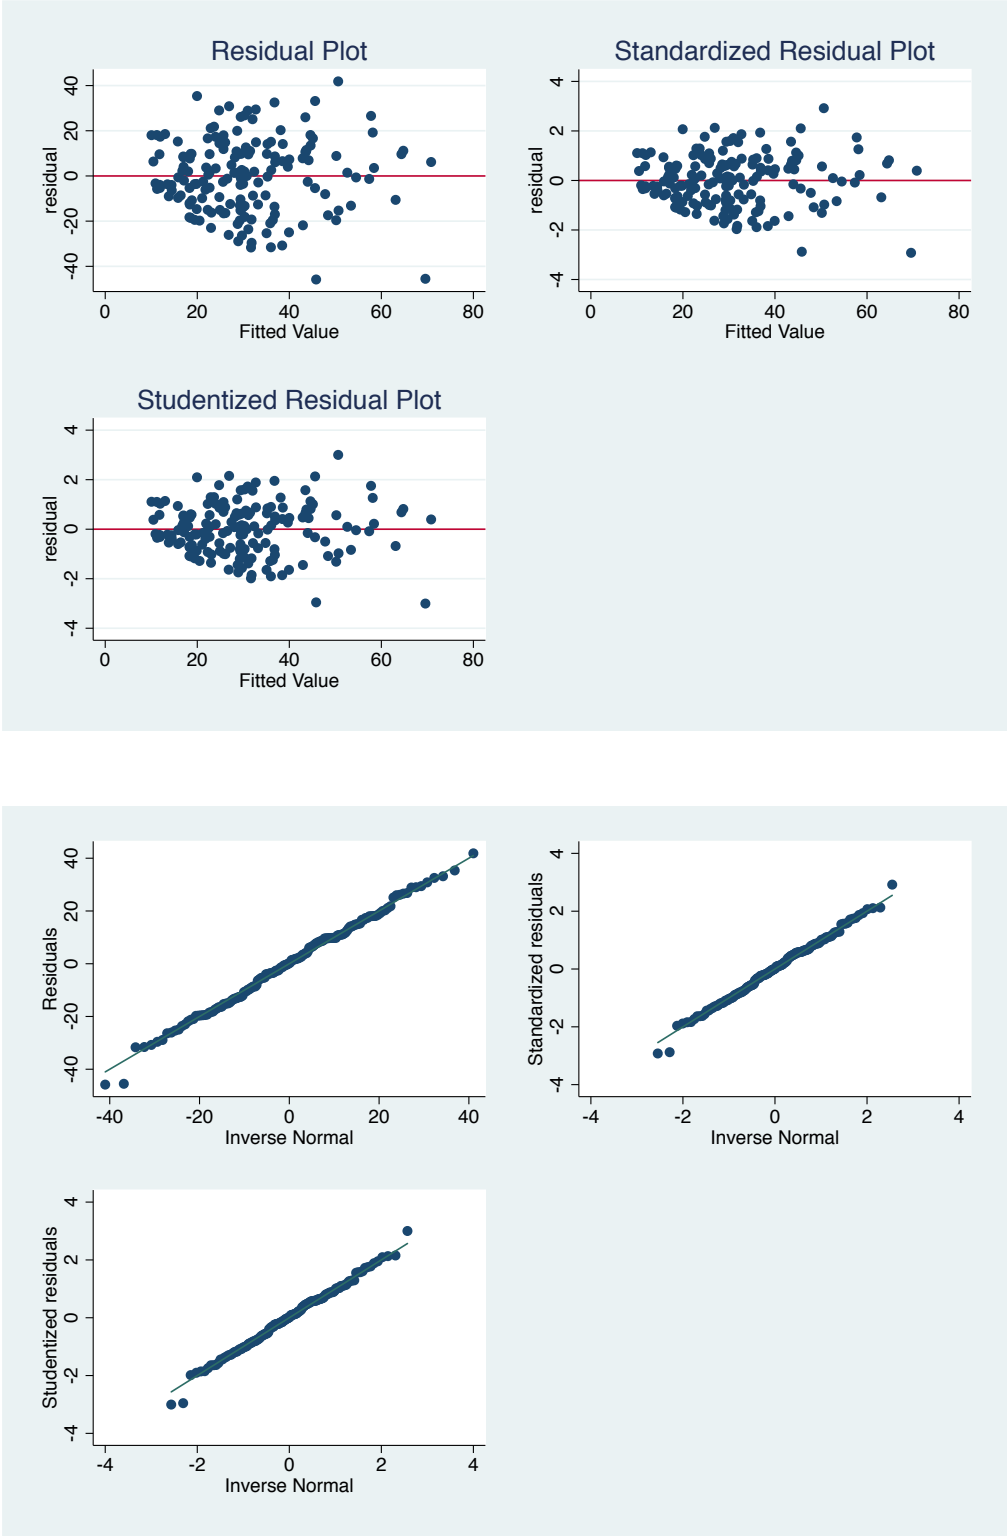 Residual Plot
residual
40
20
0
-20
-40
0 20 40 60 80
Fitted Value
Standardized Residual Plot
residual
4
2
0
-2
-4
0 20 40 60 80
Fitted Value
Studentized Residual Plot
residual
4
2
0
-2
-4
0 20 40 60 80
Fitted Value
Residuals
40
20
0
-20
-40
-40 -20 0 20 40
Inverse Normal
Standardized residuals
4
2
0
-2
-4
-4 -2 0 2 4
Inverse Normal
Studentized residuals
4
2
0
-2
-4
-4 -2 0 2 4
Inverse Normal